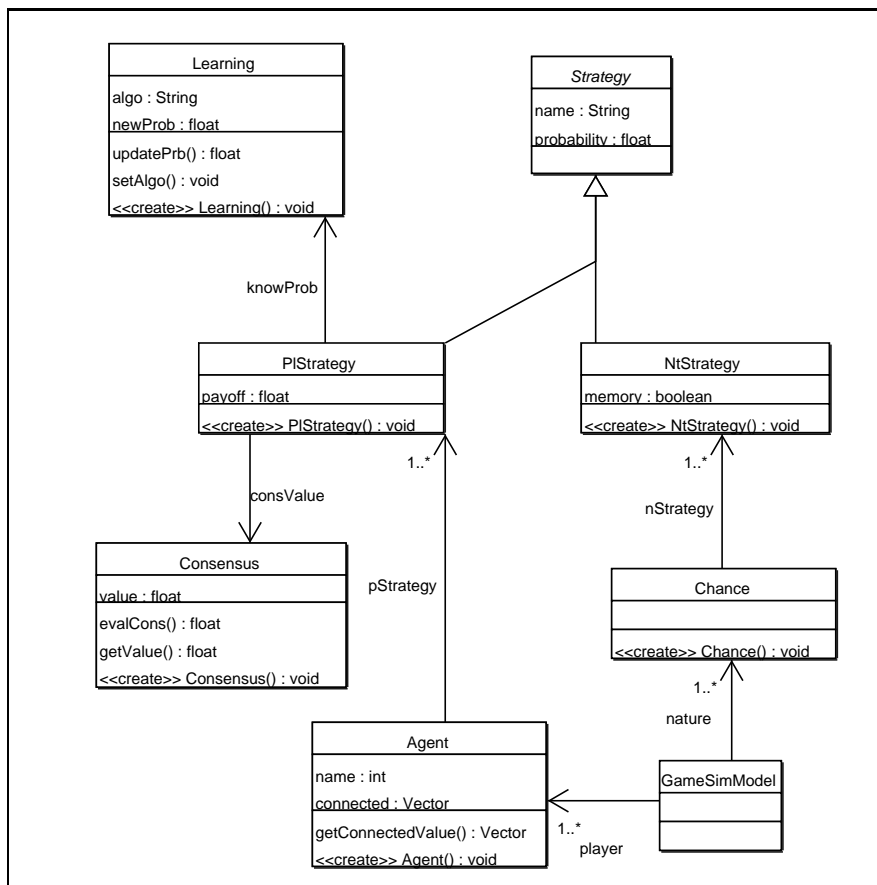 Learning
algo : String
newProb : float
updatePrb() : float
setAlgo() : void
<<create>> Learning() : void
Strategy
name : String
probability : float
knowProb
PlStrategy
payoff : float
<<create>> PlStrategy() : void
NtStrategy
memory : boolean
<<create>> NtStrategy() : void
1..*
1..*
consValue
nStrategy
Consensus
value : float
evalCons() : float
getValue() : float
<<create>> Consensus() : void
pStrategy
Chance
<<create>> Chance() : void
1..*
nature
Agent
name : int
connected : Vector
getConnectedValue() : Vector
<<create>> Agent() : void
GameSimModel
1..*
player